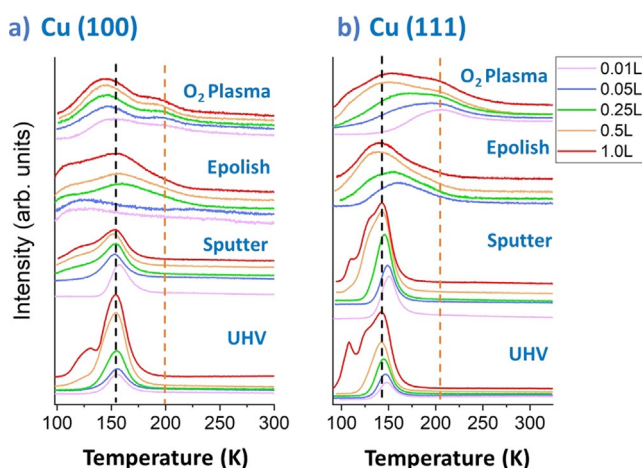 a) Cu (100)
b) Cu (111)
Intensity (arb. units)
O2 Plasma
Epolish
Sputter
UHV
100 150 200 250 300
Temperature (K)
O2 Plasma
Epolish
Sputter
UHV
100 150 200 250 300
Temperature (K)
0.01L
0.05L
0.25L
0.5L
1.0L